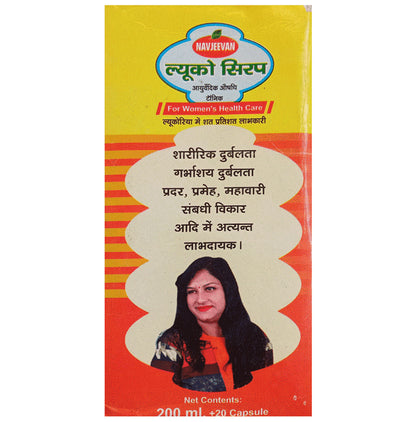 NAVJEEVAN
ल्यूको सिरप
आयुर्वेदिक औषधि
टॉनिक
For Women's Health Care
ल्यूकोरिया में शत प्रतिशत लाभकारी
शारीरिक दुर्बलता
गर्भाशय दुर्बलता
प्रदर, प्रमेह, महावारी
संबधी विकार
आदि में अत्यन्त
लाभदायक।
Net Contents:
200 ml. +20 Capsule